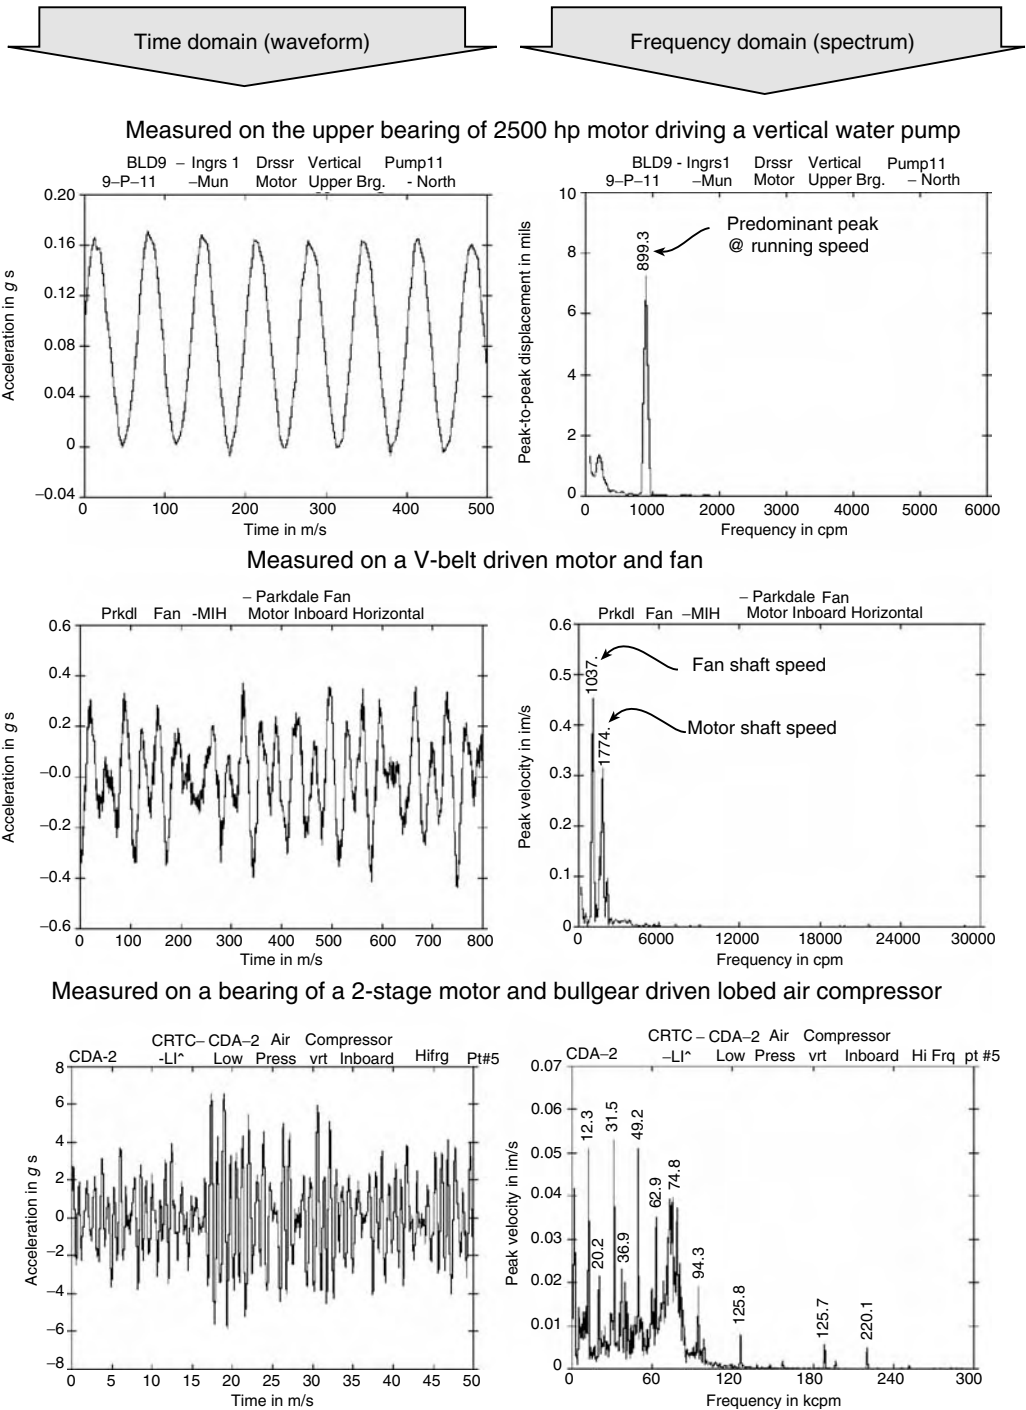 Time domain (waveform)
Frequency domain (spectrum)
Measured on the upper bearing of 2500 hp motor driving a vertical water pump
BLD9 – Ingrs 1 Drssr Vertical Pump11
9–P–11 –Mun Motor Upper Brg. - North
0.20
0.16
0.12
0.08
0.04
0
–0.04
Acceleration in g s
0 100 200 300 400 500
Time in m/s
BLD9 - Ingrs1 Drssr Vertical Pump11
9–P–11 –Mun Motor Upper Brg. – North
10
8
6
4
2
0
Peak-to-peak displacement in mils
899.3
Predominant peak
@ running speed
0 1000 2000 3000 4000 5000 6000
Frequency in cpm
Measured on a V-belt driven motor and fan
– Parkdale Fan
Prkdl Fan -MIH Motor Inboard Horizontal
0.6
0.4
0.2
–0.0
–0.2
–0.4
–0.6
Acceleration in g s
0 100 200 300 400 500 600 700 800
Time in m/s
– Parkdale Fan
Prkdl Fan –MIH Motor Inboard Horizontal
0.6
0.5
0.4
0.3
0.2
0.1
0
Peak velocity in im/s
1037.
Fan shaft speed
1774.
Motor shaft speed
0 6000 12000 18000 24000 30000
Frequency in cpm
Measured on a bearing of a 2-stage motor and bullgear driven lobed air compressor
CRTC– CDA–2 Air Compressor
CDA-2 -LI^ Low Press vrt Inboard Hifrg Pt#5
8
6
4
2
0
–2
–4
–6
–8
Acceleration in g s
0 5 10 15 20 25 30 35 40 45 50
Time in m/s
CRTC – CDA–2 Air Compressor
CDA–2 –LI^ Low Press vrt Inboard Hi Frq pt #5
0.07
0.06
0.05
0.04
0.03
0.02
0.01
0
Peak velocity in im/s
12.3
20.2
31.5
36.9
49.2
62.9
74.8
94.3
125.8
125.7
220.1
0 60 120 180 240 300
Frequency in kcpm